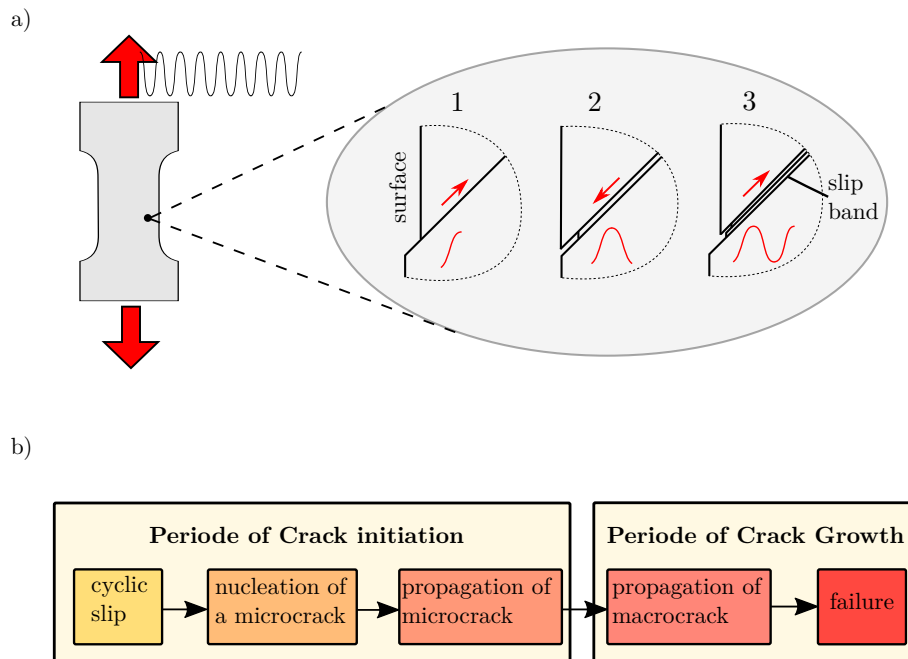 a)
1
2
3
surface
slip
band
b)
Periode of Crack initiation
cyclic
slip
nucleation of
a microcrack
propagation of
microcrack
Periode of Crack Growth
propagation of
macrocrack
failure